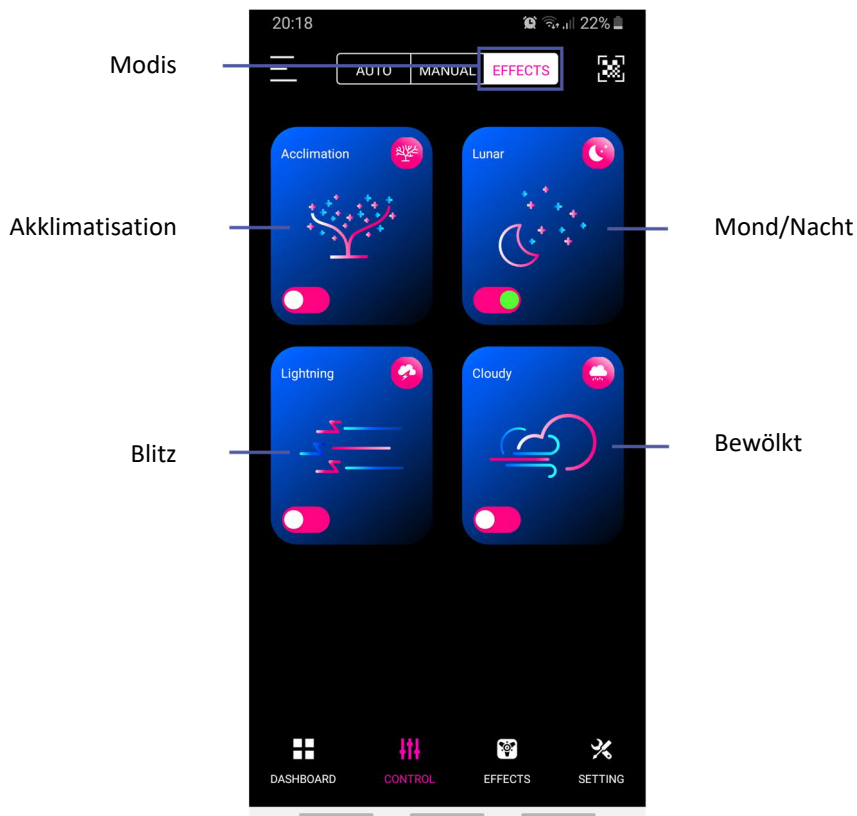 20:18
22%
Modis
AUTO
MANUAL
EFFECTS
Acclimation
Lunar
Akklimatisation
Mond/Nacht
Lightning
Cloudy
Blitz
Bewölkt
DASHBOARD
CONTROL
EFFECTS
SETTING